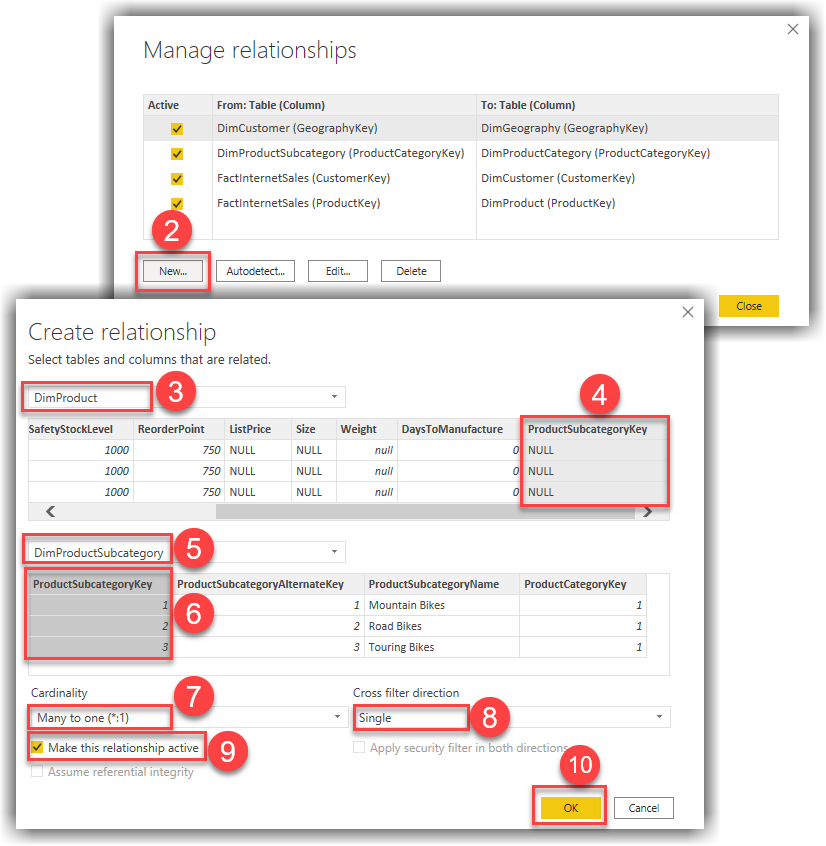 Manage relationships
Active From: Table (Column) To: Table (Column)
DimCustomer (GeographyKey) DimGeography (GeographyKey)
DimProductSubcategory (ProductCategoryKey) DimProductCategory (ProductCategoryKey)
FactInternetSales (CustomerKey) DimCustomer (CustomerKey)
FactInternetSales (ProductKey) DimProduct (ProductKey)
2
New... Autodetect... Edit... Delete
Close
Create relationship
Select tables and columns that are related.
DimProduct 3 4
SafetyStockLevel ReorderPoint ListPrice Size Weight DaysToManufacture ProductSubcategoryKey
1000 750 NULL NULL null 0 NULL
1000 750 NULL NULL null 0 NULL
1000 750 NULL NULL null 0 NULL
DimProductSubcategory 5
ProductSubcategoryKey ProductSubcategoryAlternateKey ProductSubcategoryName ProductCategoryKey
1 1 Mountain Bikes 1
6
2 2 Road Bikes 1
3 3 Touring Bikes 1
Cardinality 7 Cross filter direction
Many to one (*:1) Single 8
Make this relationship active 9 Apply security filter in both directions
Assume referential integrity 10
OK Cancel